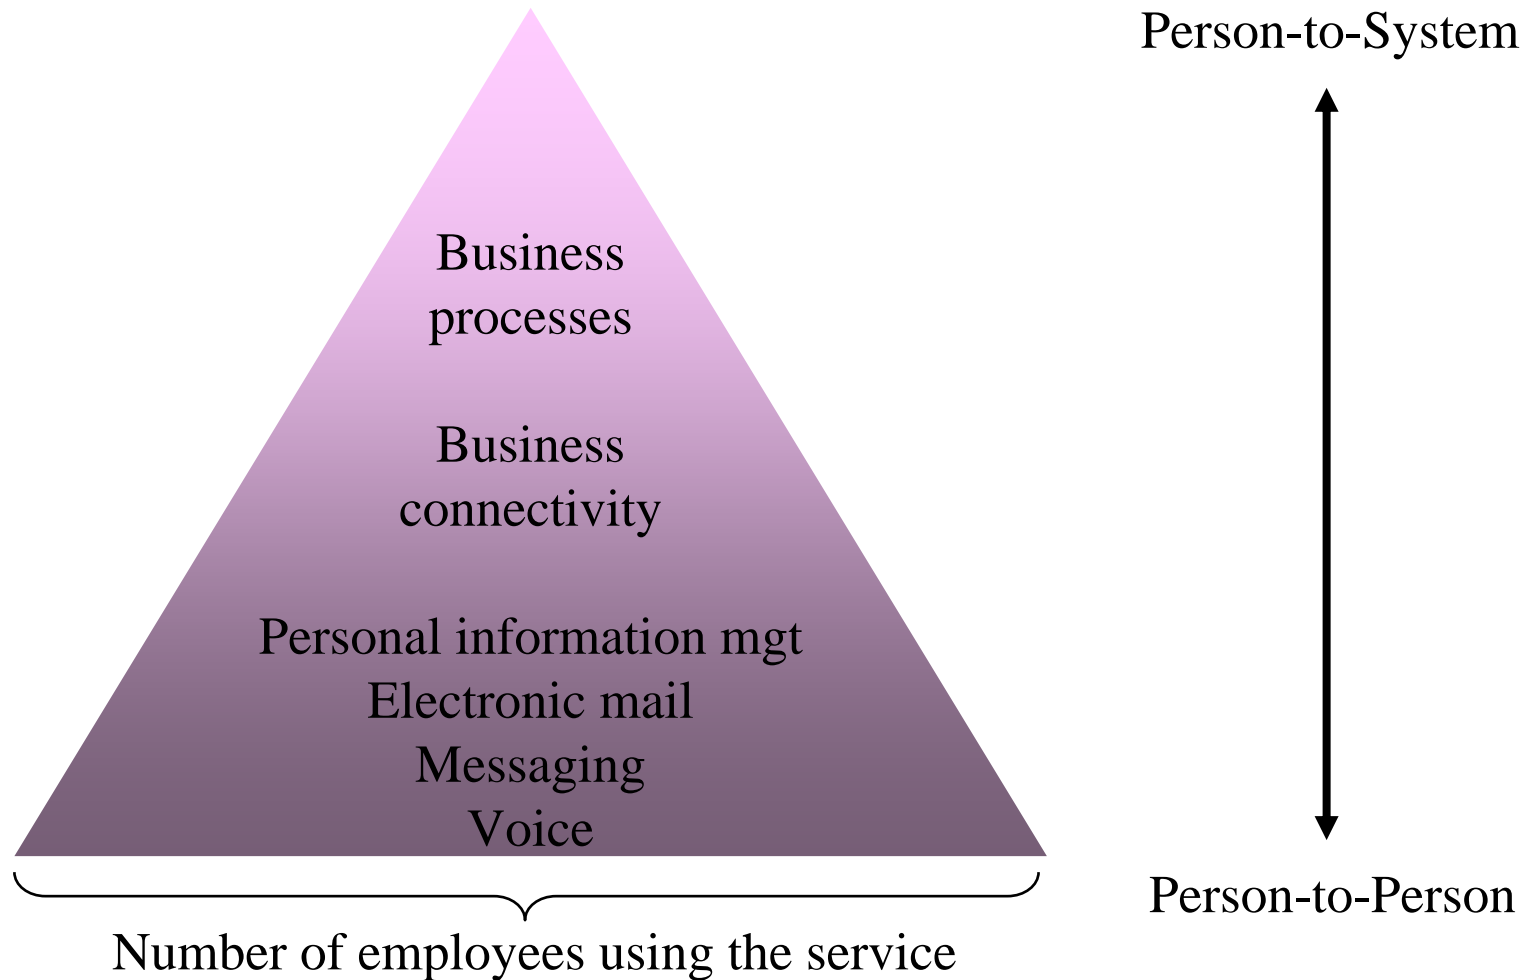 Person-to-System
Business
processes
Business
connectivity
Personal information mgt
Electronic mail
Messaging
Voice
Person-to-Person
Number of employees using the service